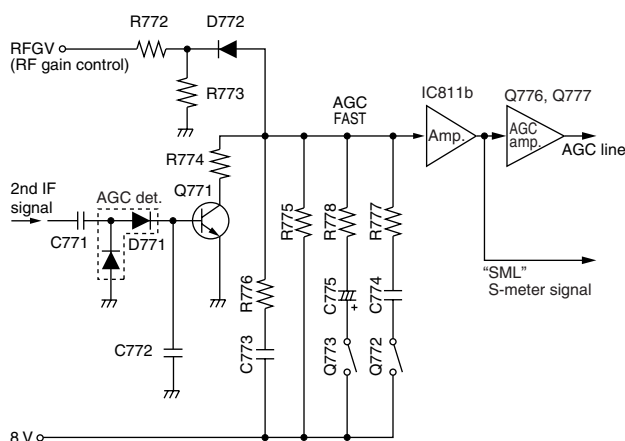 R772
D772
RFGV
(RF gain control)
R773
IC811b
Q776, Q777
AGC
FAST
Amp.
AGC
amp.
AGC line
R774
Q771
2nd IF
signal
AGC det.
C771
D771
R775
R778
R777
R776
C775
+
C774
"SML"
S-meter signal
C772
C773
Q773
Q772
8 V